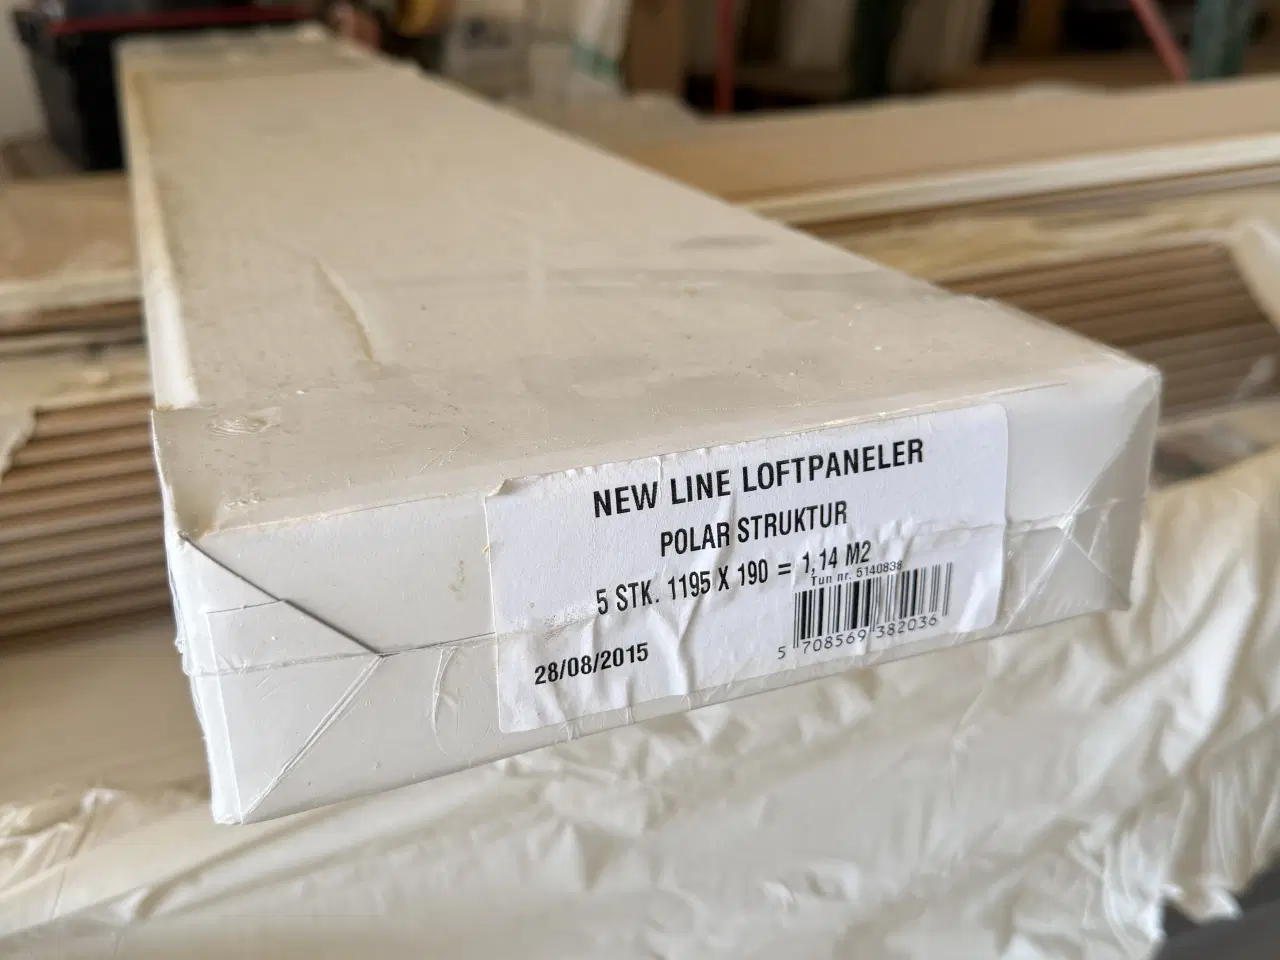 NEW LINE LOFTPANELER
POLAR STRUKTUR
5 STK. 1195 X 190 = 1,14 M2
Tun nr. 5140838
5 708569 382036
28/08/2015